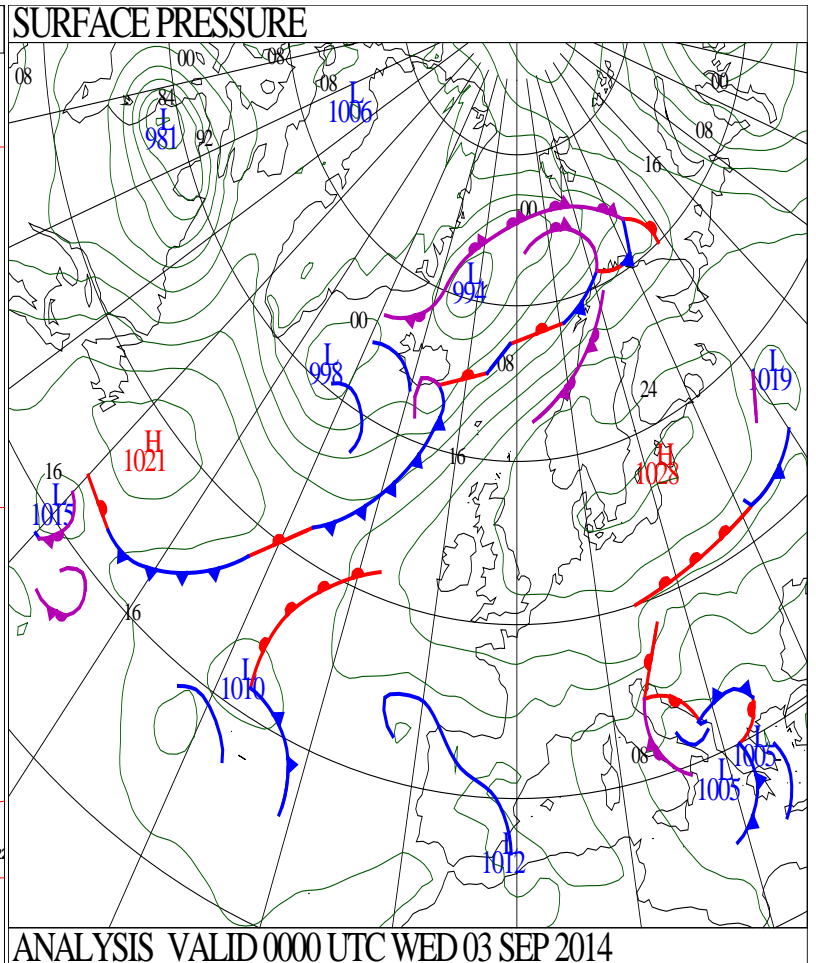 SURFACE PRESSURE
00
08
08
08
84
L
981
92
L
1006
00
08
16
00
L
994
00
L
998
08
L
1019
24
H
1021
16
H
1028
16
L
1015
16
L
1010
08
L
1005
L
1005
L
1012
ANALYSIS VALID 0000 UTC WED 03 SEP 2014